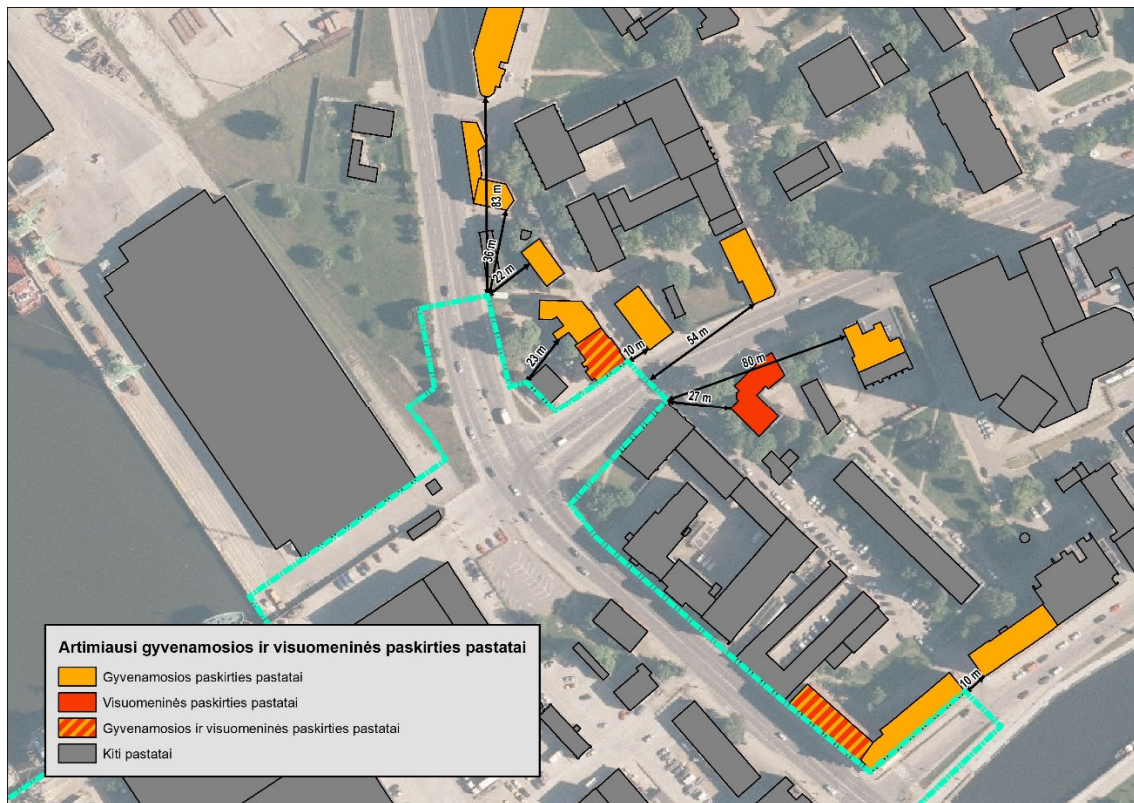 83 m
36 m
22 m
23 m
10 m
54 m
80 m
27 m
10 m
Artimiausi gyvenamosios ir visuomeninės paskirties pastatai
Gyvenamosios paskirties pastatai
Visuomeninės paskirties pastatai
Gyvenamosios ir visuomeninės paskirties pastatai
Kiti pastatai